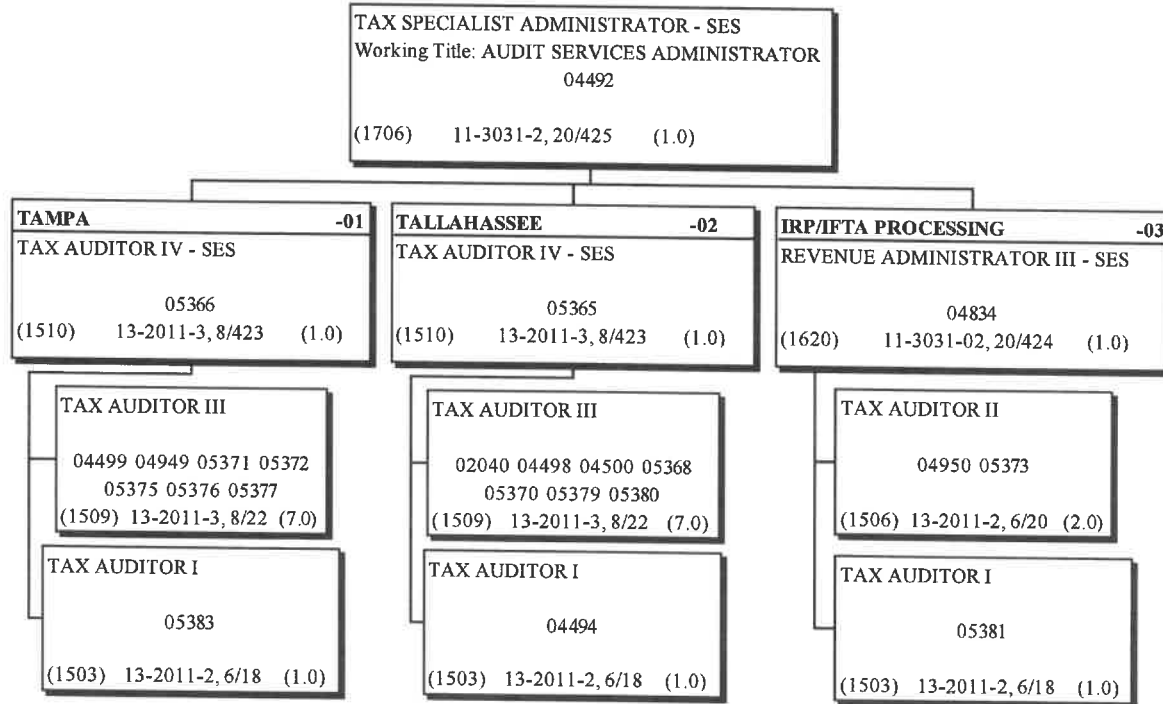 TAX SPECIALIST ADMINISTRATOR - SES
Working Title: AUDIT SERVICES ADMINISTRATOR
04492
(1706) 11-3031-2, 20/425 (1.0)
TAMPA -01
TAX AUDITOR IV - SES
05366
(1510) 13-2011-3, 8/423 (1.0)
TAX AUDITOR III
04499 04949 05371 05372
05375 05376 05377
(1509) 13-2011-3, 8/22 (7.0)
TAX AUDITOR I
05383
(1503) 13-2011-2, 6/18 (1.0)
TALLAHASSEE -02
TAX AUDITOR IV - SES
05365
(1510) 13-2011-3, 8/423 (1.0)
TAX AUDITOR III
02040 04498 04500 05368
05370 05379 05380
(1509) 13-2011-3, 8/22 (7.0)
TAX AUDITOR I
04494
(1503) 13-2011-2, 6/18 (1.0)
IRP/IFTA PROCESSING -03
REVENUE ADMINISTRATOR III - SES
04834
(1620) 11-3031-02, 20/424 (1.0)
TAX AUDITOR II
04950 05373
(1506) 13-2011-2, 6/20 (2.0)
TAX AUDITOR I
05381
(1503) 13-2011-2, 6/18 (1.0)